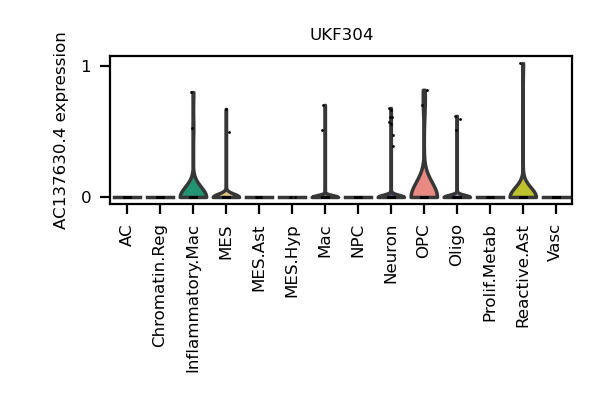 UKF304
AC137630.4 expression
1
0
AC
Chromatin.Reg
Inflammatory.Mac
MES
MES.Ast
MES.Hyp
Mac
NPC
Neuron
OPC
Oligo
Prolif.Metab
Reactive.Ast
Vasc